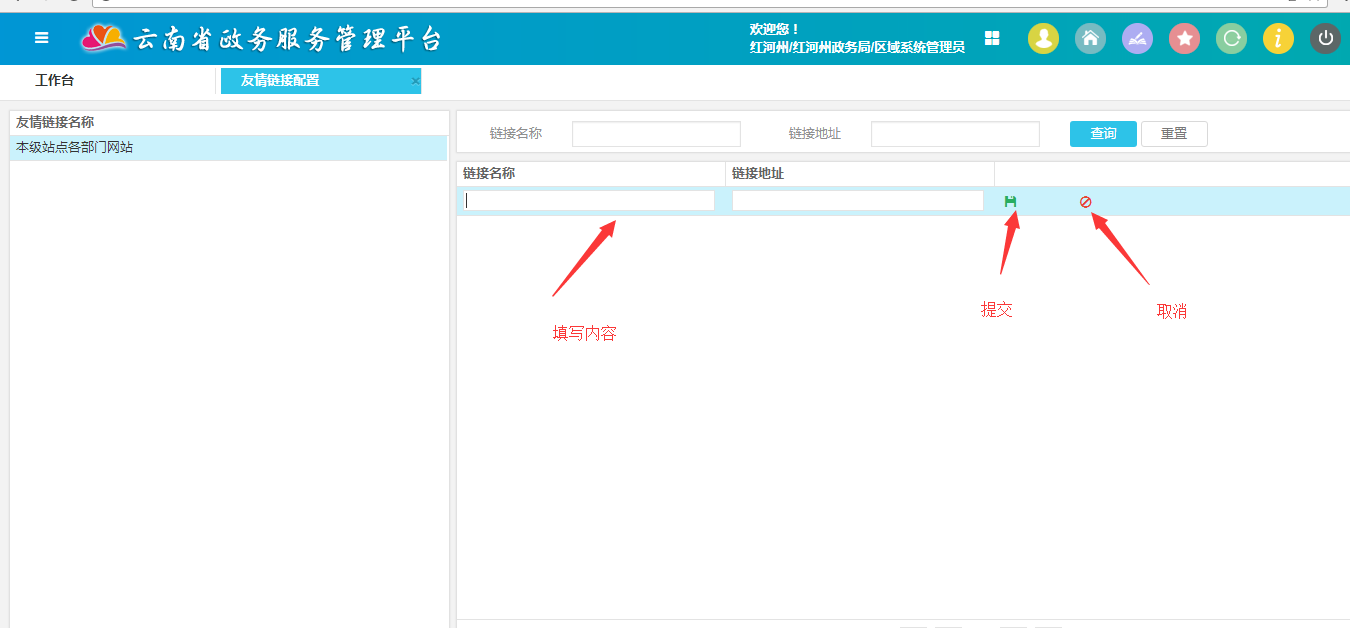 云南省政务服务管理平台
欢迎您！
红河州/红河州政务局/区域系统管理员
工作台
友情链接配置 ×
友情链接名称
本级站点各部门网站
链接名称 链接地址 查询 重置
链接名称 链接地址
填写内容
提交
取消